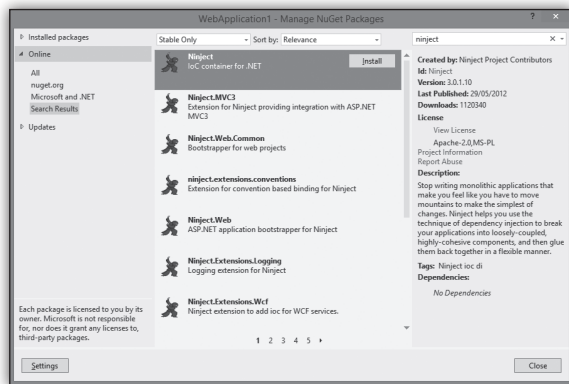 WebApplication1 - Manage NuGet Packages
? ×
Installed packages
Online
All
nuget.org
Microsoft and .NET
Search Results
Updates
Each package is licensed to you by its
owner. Microsoft is not responsible
for, nor does it grant any licenses to,
third-party packages.
Settings
Stable Only
Sort by: Relevance
Ninject
IoC container for .NET
Install
Ninject.MVC3
Extension for Ninject providing integration with ASP.NET
MVC3
Ninject.Web.Common
Bootstrapper for web projects
ninject.extensions.conventions
Extension for convention based binding for Ninject
Ninject.Web
ASP.NET application bootstrapper for Ninject
Ninject.Extensions.Logging
Logging extension for Ninject
Ninject.Extensions.Wcf
Ninject extension to add ioc for WCF services.
1 2 3 4 5
ninject
Created by: Ninject Project Contributors
Id: Ninject
Version: 3.0.1.10
Last Published: 29/05/2012
Downloads: 1120340
License
View License
Apache-2.0,MS-PL
Project Information
Report Abuse
Description:
Stop writing monolithic applications that
make you feel like you have to move
mountains to make the simplest of
changes. Ninject helps you use the
technique of dependency injection to break
your applications into loosely-coupled,
highly-cohesive components, and then glue
them back together in a flexible manner.
Tags: Ninject ioc di
Dependencies:
No Dependencies
Close